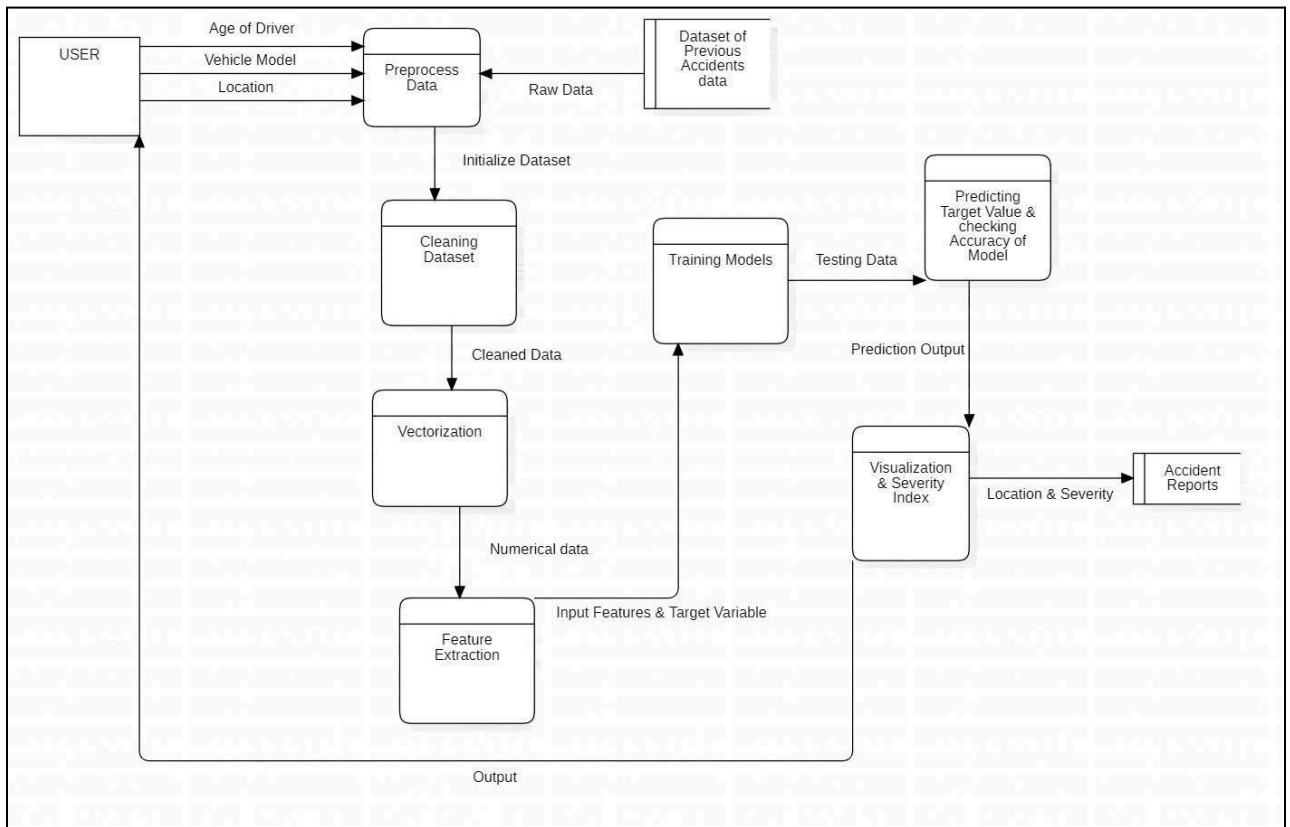 Age of Driver
USER
Vehicle Model
Location
Preprocess
Data
Raw Data
Dataset of
Previous
Accidents
data
Initialize Dataset
Cleaning
Dataset
Cleaned Data
Vectorization
Numerical data
Feature
Extraction
Input Features & Target Variable
Training Models
Testing Data
Predicting
Target Value &
checking
Accuracy of
Model
Prediction Output
Visualization
& Severity
Index
Location & Severity
Accident
Reports
Output